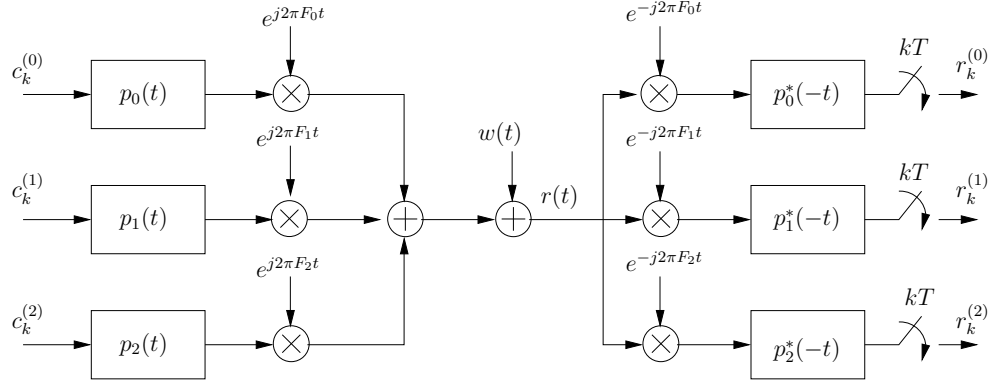 e^{j2πF_0t} e^{-j2πF_0t}
c_k^{(0)} p_0(t) p_0^*(-t) kT r_k^{(0)}
e^{j2πF_1t} w(t) e^{-j2πF_1t}
c_k^{(1)} p_1(t) r(t) p_1^*(-t) kT r_k^{(1)}
e^{j2πF_2t} e^{-j2πF_2t}
c_k^{(2)} p_2(t) p_2^*(-t) kT r_k^{(2)}